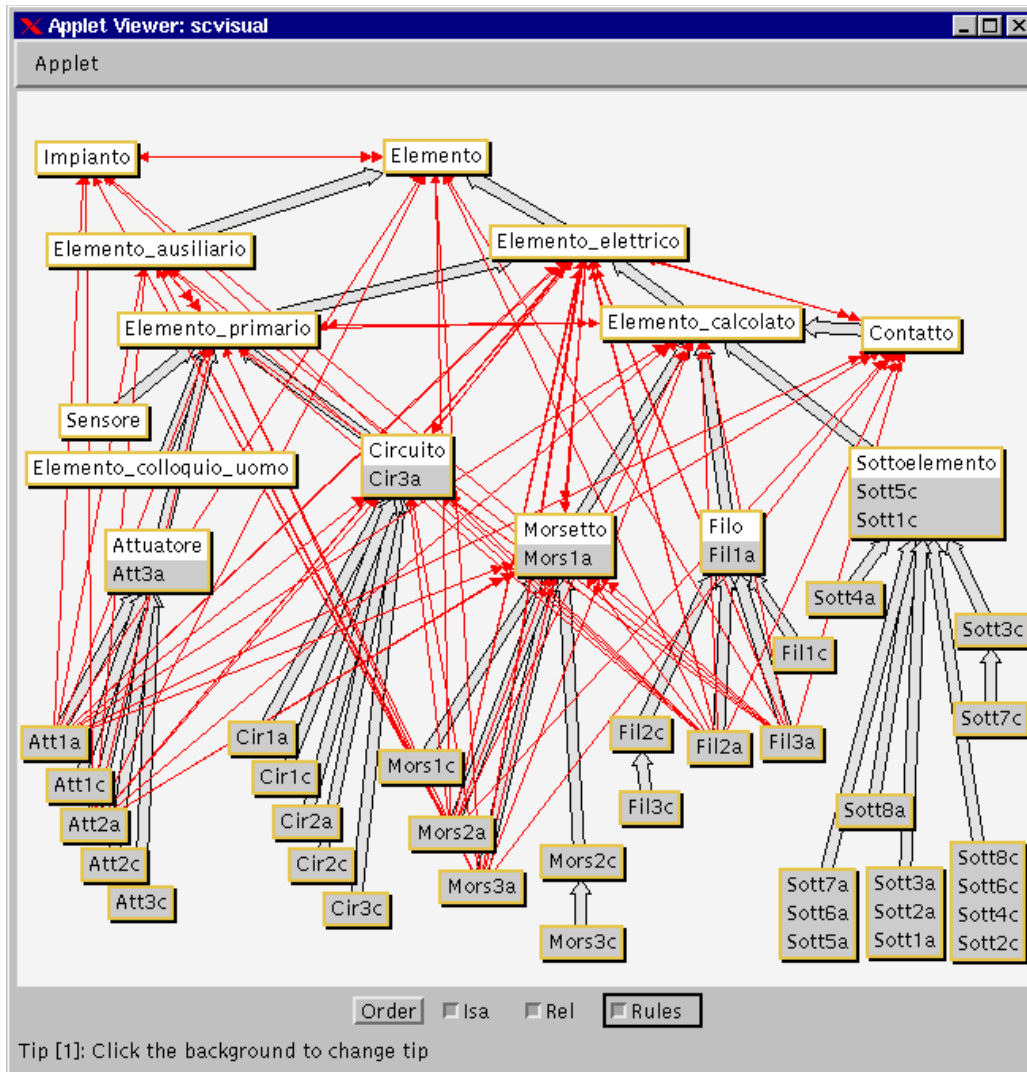 Applet Viewer: scvisual
Applet
Impianto
Elemento
Elemento_ausiliario
Elemento_elettrico
Elemento_primario
Elemento_calcolato
Contatto
Sensore
Elemento_colloquio_uomo
Circuito
Cir3a
Sottoelemento
Sott5c
Sott1c
Attuatore
Att3a
Morsetto
Mors1a
Filo
Fil1a
Sott4a
Sott3c
Fil1c
Sott7c
Att1a
Cir1a
Mors1c
Fil2c
Fil2a
Fil3a
Att1c
Cir1c
Fil3c
Sott8a
Att2a
Cir2a
Mors2a
Att2c
Cir2c
Mors2c
Att3c
Cir3c
Mors3a
Mors3c
Sott7a
Sott6a
Sott5a
Sott3a
Sott2a
Sott1a
Sott8c
Sott6c
Sott4c
Sott2c
Order
Isa
Rel
Rules
Tip [1]: Click the background to change tip